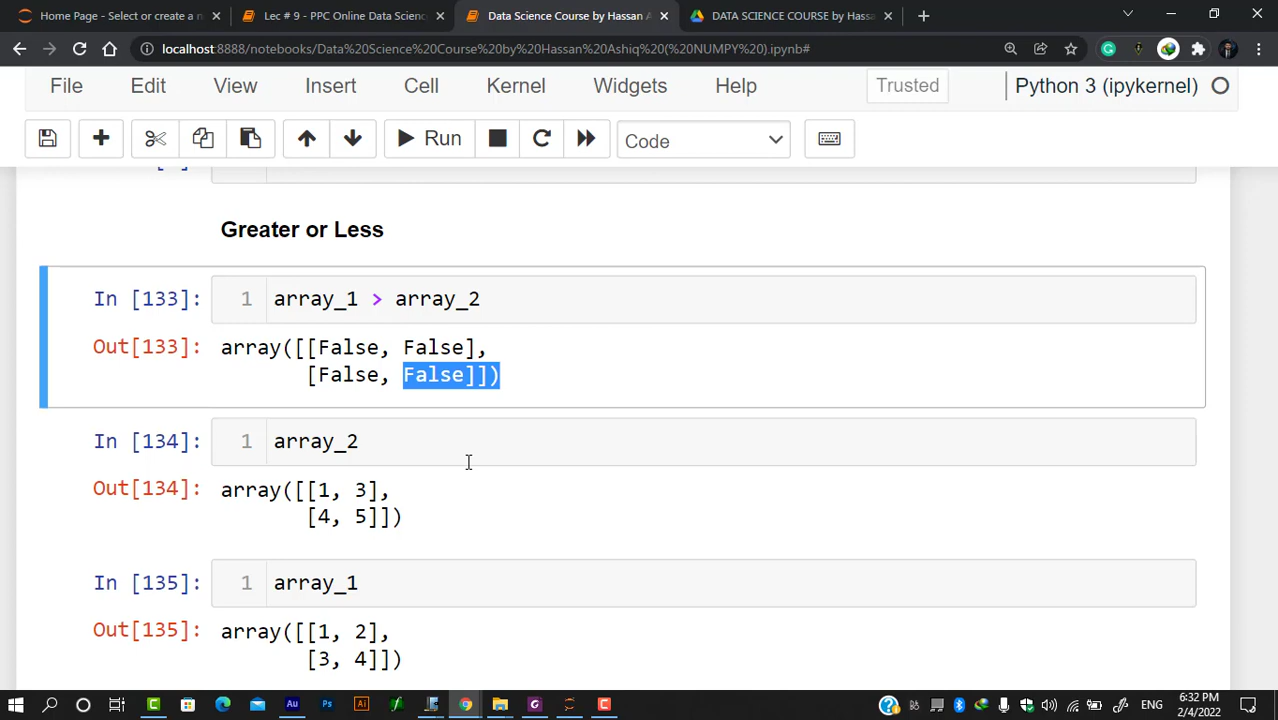 Home Page - Select or create a n
Lec # 9 - PPC Online Data Scienc
Data Science Course by Hassan A
DATA SCIENCE COURSE by Hass
localhost:8888/notebooks/Data%20Science%20Course%20by%20Hassan%20Ashiq%20(%20NUMPY%20).ipynb#
File Edit View Insert Cell Kernel Widgets Help Trusted Python 3 (ipykernel)
Run Code
Greater or Less
In [133]: 1 array_1 > array_2
Out[133]: array([[False, False],
[False, False]])
In [134]: 1 array_2
Out[134]: array([[1, 3],
[4, 5]])
In [135]: 1 array_1
Out[135]: array([[1, 2],
[3, 4]])
Au Ps Ai
ENG
6:32 PM
2/4/2022